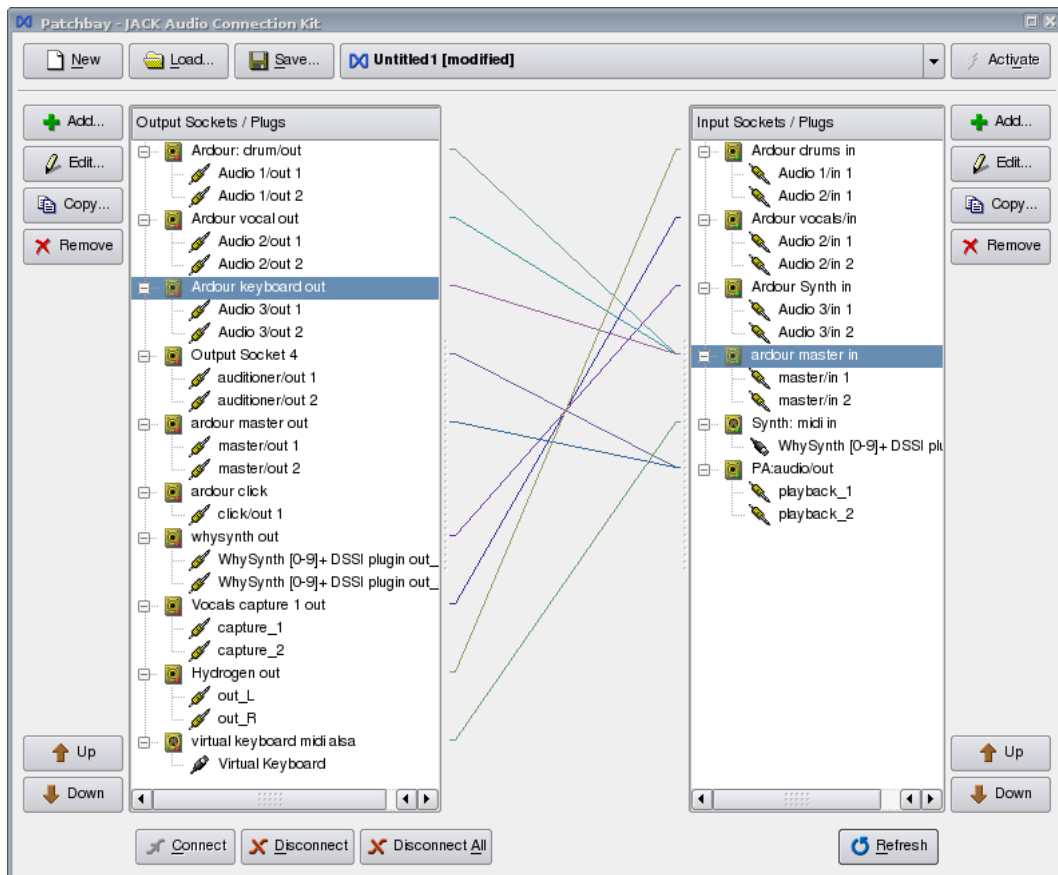 Patchbay - JACK Audio Connection Kit
New
Load...
Save...
Untitled1 [modified]
Activate
Add...
Edit...
Copy...
Remove
Output Sockets / Plugs
Ardour: drum/out
Audio 1/out 1
Audio 1/out 2
Ardour vocal out
Audio 2/out 1
Audio 2/out 2
Ardour keyboard out
Audio 3/out 1
Audio 3/out 2
Output Socket 4
auditioner/out 1
auditioner/out 2
ardour master out
master/out 1
master/out 2
ardour click
click/out 1
whysynth out
WhySynth [0-9]+ DSSI plugin out_
WhySynth [0-9]+ DSSI plugin out_
Vocals capture 1 out
capture_1
capture_2
Hydrogen out
out_L
out_R
virtual keyboard midi alsa
Virtual Keyboard
Input Sockets / Plugs
Ardour drums in
Audio 1/in 1
Audio 2/in 1
Ardour vocals/in
Audio 2/in 1
Audio 2/in 2
Ardour Synth in
Audio 3/in 1
Audio 3/in 2
ardour master in
master/in 1
master/in 2
Synth: midi in
WhySynth [0-9]+ DSSI plu
PA:audio/out
playback_1
playback_2
Add...
Edit...
Copy...
Remove
Up
Down
Up
Down
Connect
Disconnect
Disconnect All
Refresh